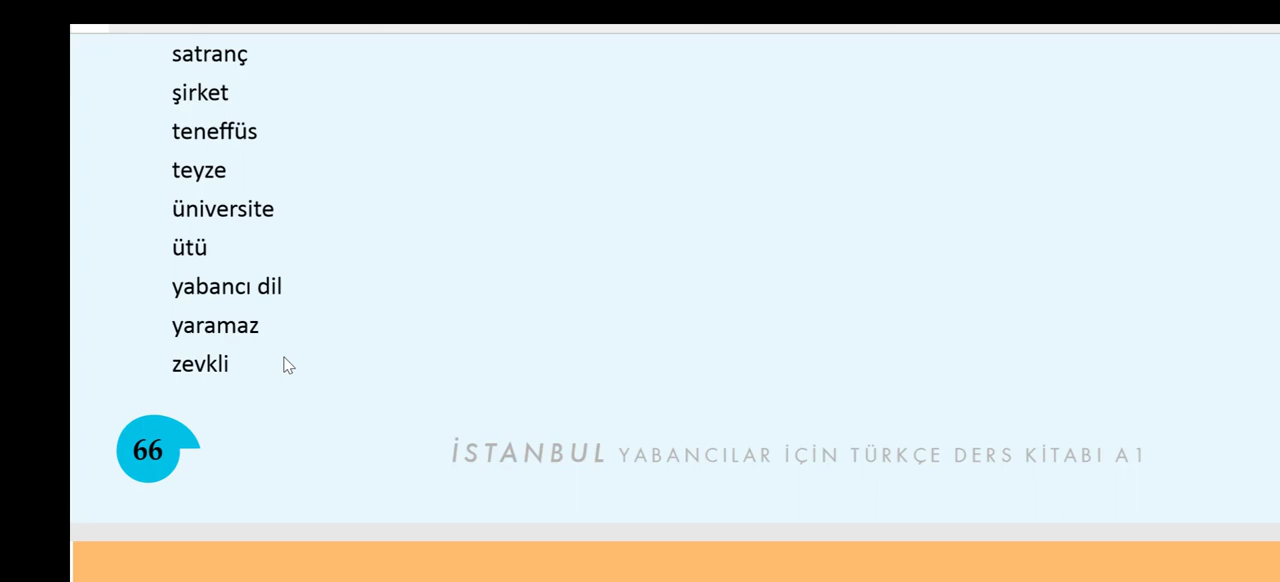 satranç
şirket
teneffüs
teyze
üniversite
ütü
yabancı dil
yaramaz
zevkli
66
İSTANBUL YABANCILAR İÇİN TÜRKÇE DERS KİTABI A1